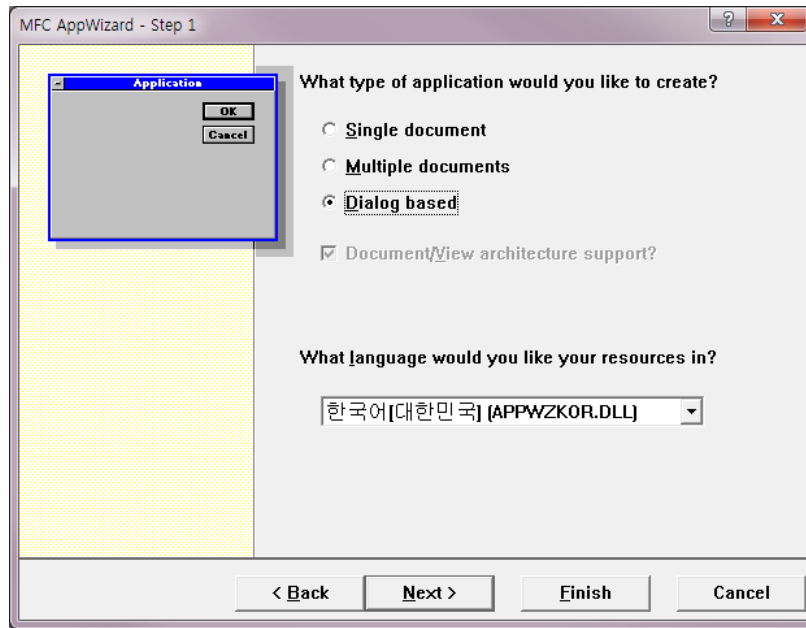 MFC AppWizard - Step 1
Application
OK
Cancel
What type of application would you like to create?
Single document
Multiple documents
Dialog based
Document/View architecture support?
What language would you like your resources in?
한국어[대한민국] (APPWZKOR.DLL)
< Back Next > Finish Cancel